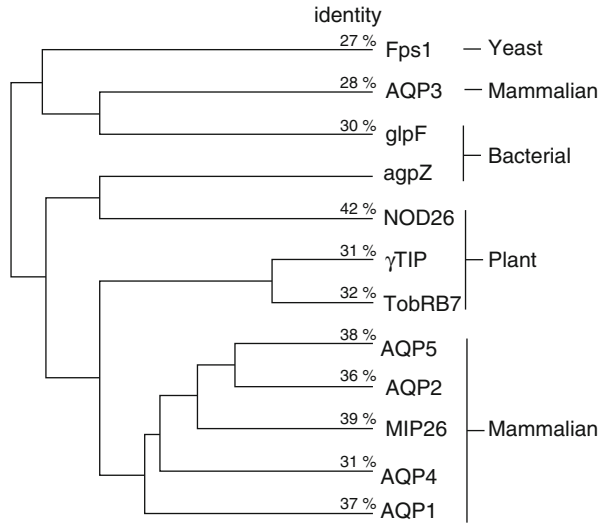 identity
27 % Fps1 Yeast
28 % AQP3 Mammalian
30 % glpF
Bacterial
agpZ
42 % NOD26
31 % γTIP Plant
32 % TobRB7
38 % AQP5
36 % AQP2
39 % MIP26 Mammalian
31 % AQP4
37 % AQP1